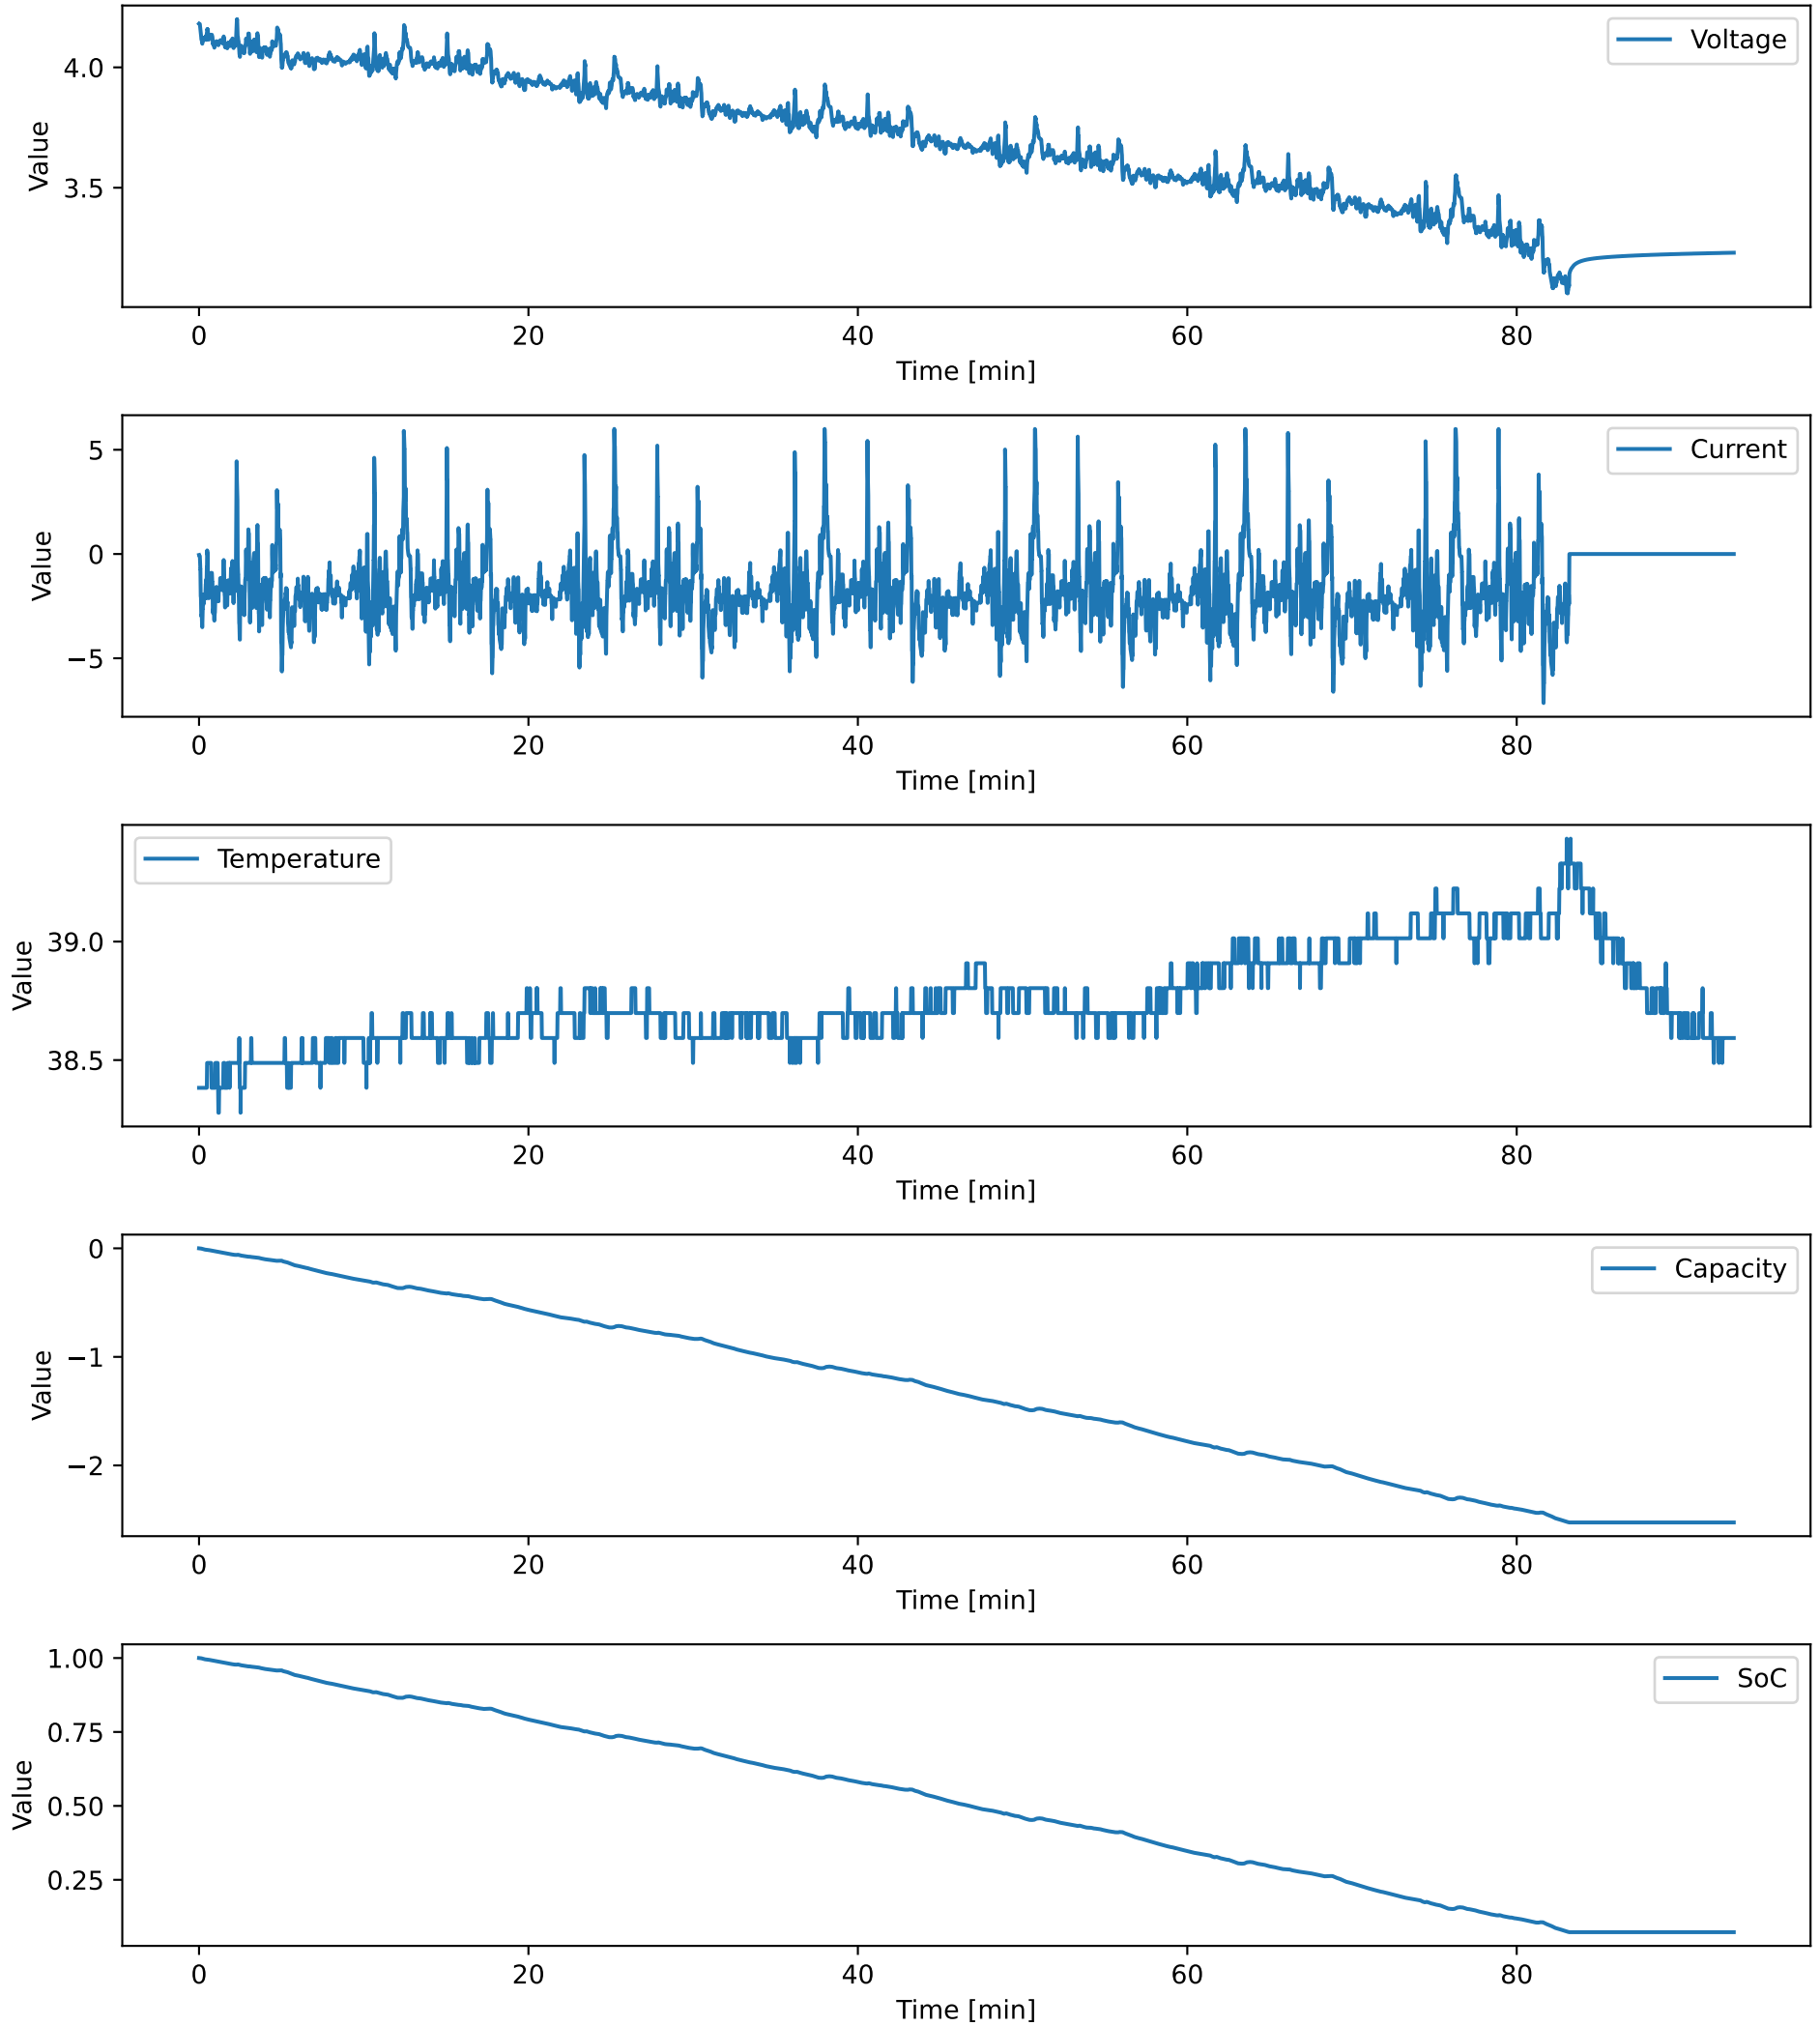 Voltage
4.0
3.5
Value
0 20 40 60 80
Time [min]
Current
5
0
−5
Value
0 20 40 60 80
Time [min]
Temperature
39.0
38.5
Value
0 20 40 60 80
Time [min]
Capacity
0
−1
−2
Value
0 20 40 60 80
Time [min]
SoC
1.00
0.75
0.50
0.25
Value
0 20 40 60 80
Time [min]